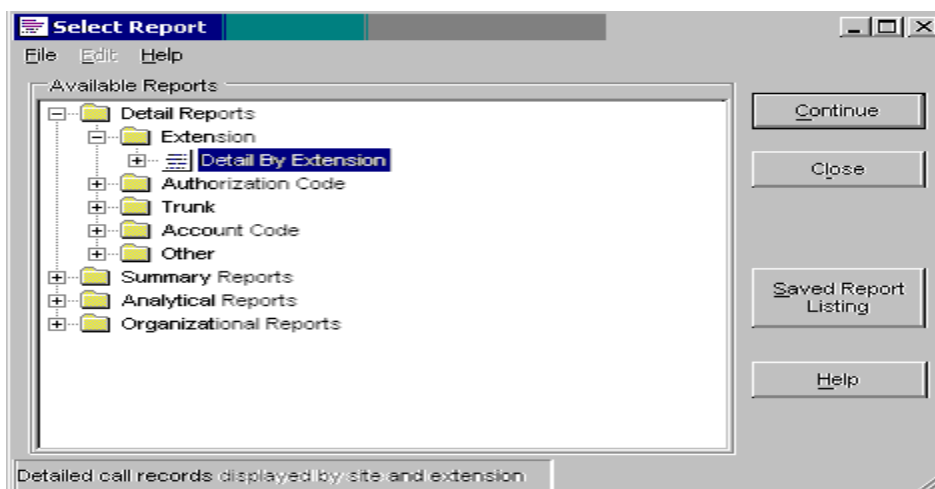 Select Report
File Edit Help
Available Reports
Detail Reports
Extension
Detail By Extension
Authorization Code
Trunk
Account Code
Other
Summary Reports
Analytical Reports
Organizational Reports
Continue
Close
Saved Report
Listing
Help
Detailed call records displayed by site and extension